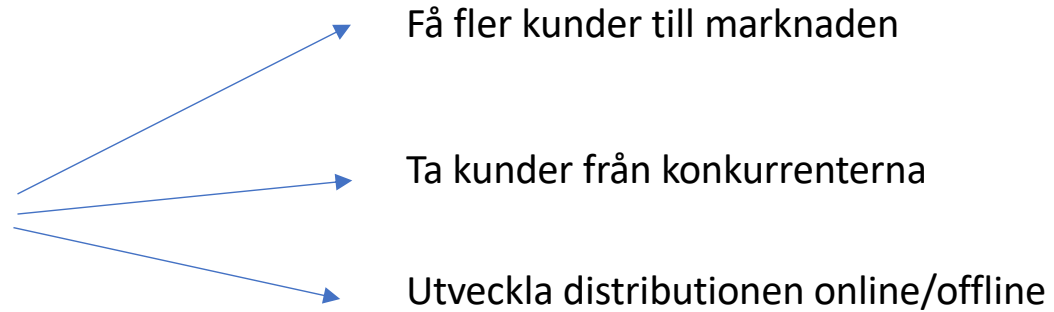 Få fler kunder till marknaden
Ta kunder från konkurrenterna
Utveckla distributionen online/offline